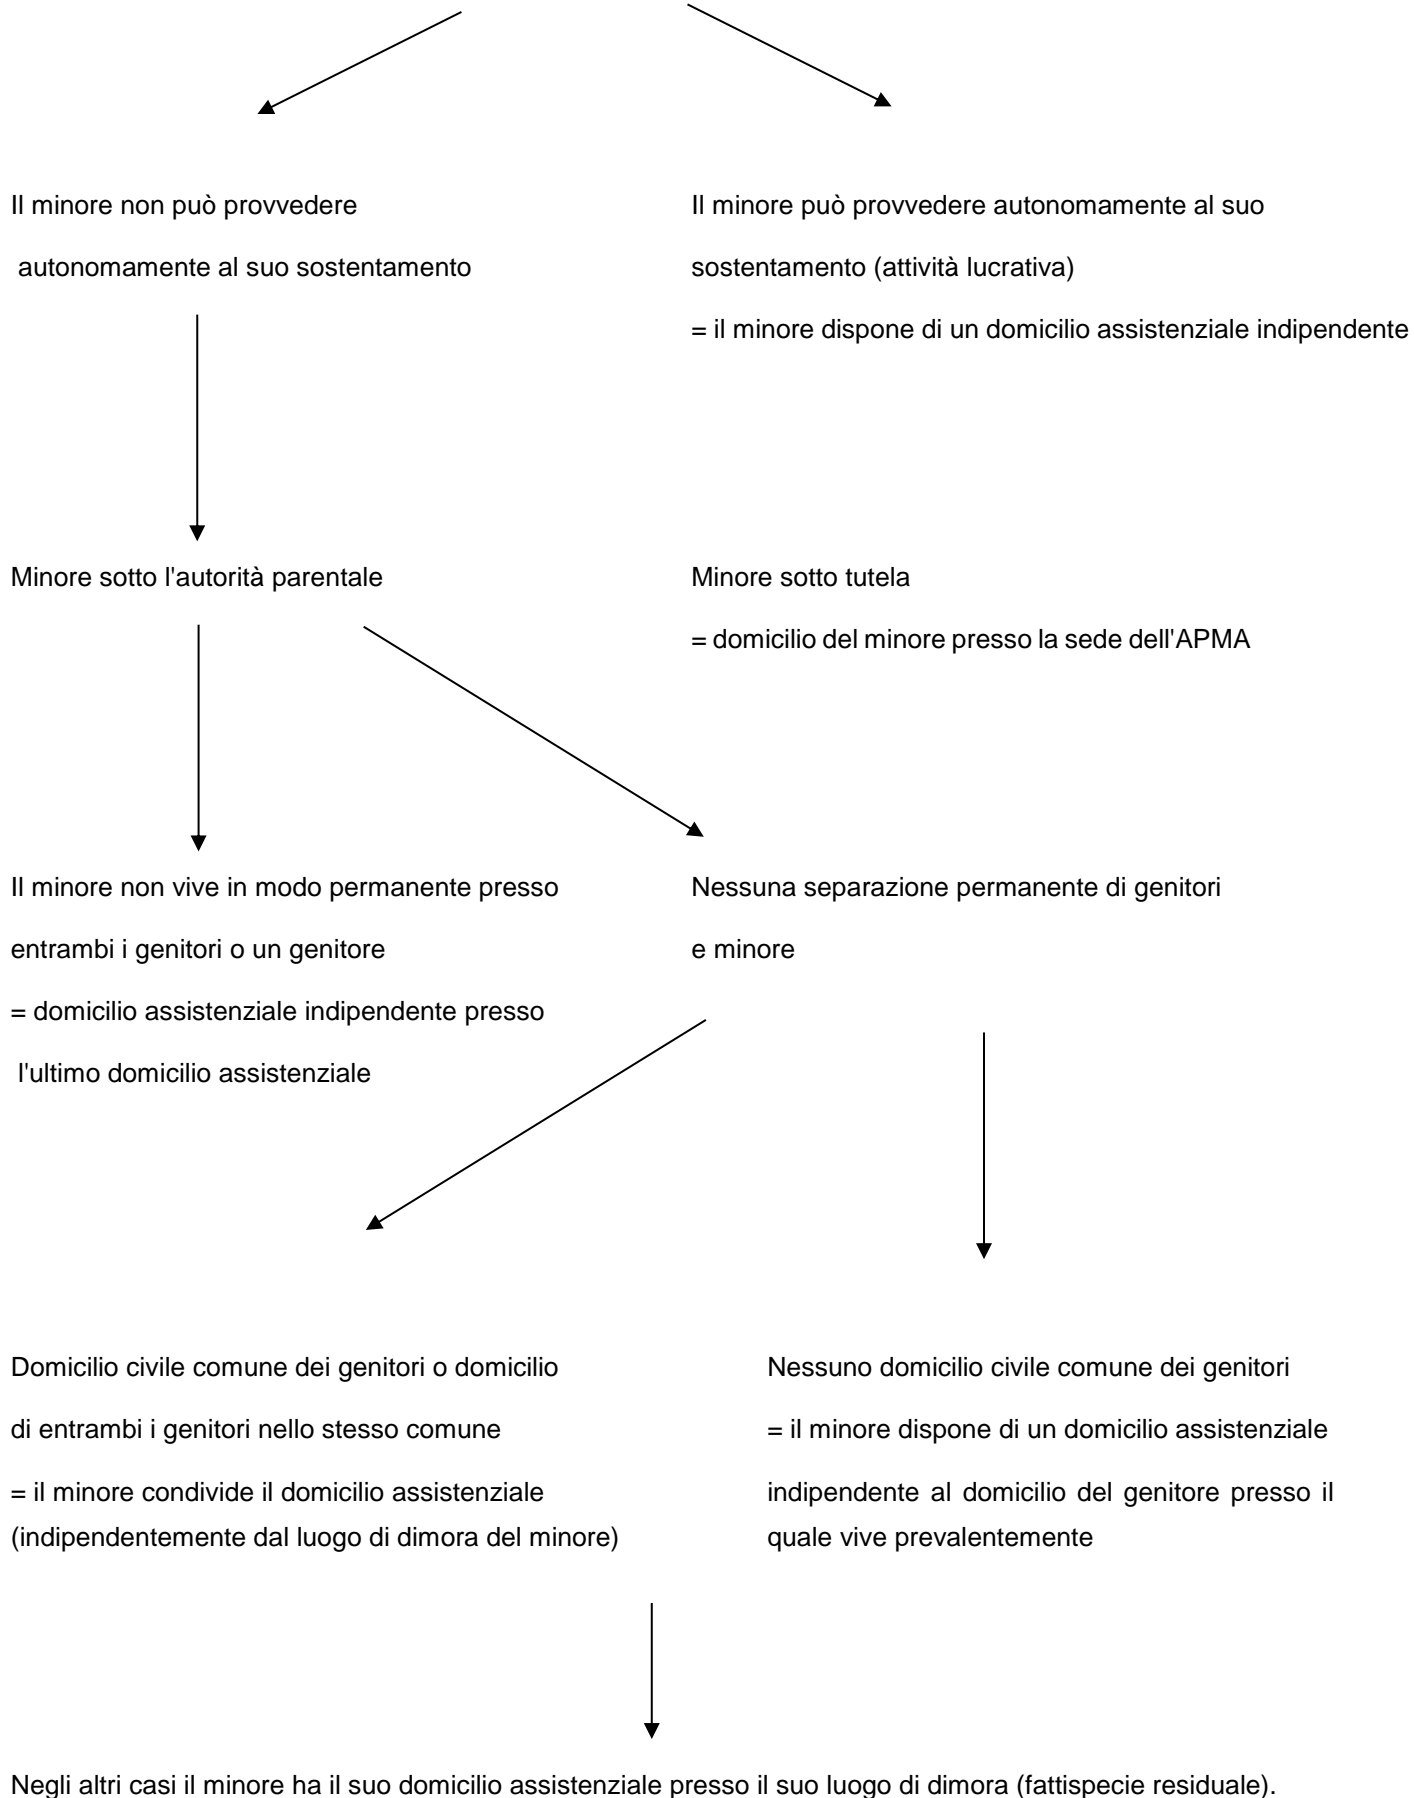 Il minore non può provvedere
autonomamente al suo sostentamento
Il minore può provvedere autonomamente al suo
sostentamento (attività lucrativa)
= il minore dispone di un domicilio assistenziale indipendente
Minore sotto l'autorità parentale
Minore sotto tutela
= domicilio del minore presso la sede dell'APMA
Il minore non vive in modo permanente presso
entrambi i genitori o un genitore
= domicilio assistenziale indipendente presso
l'ultimo domicilio assistenziale
Nessuna separazione permanente di genitori
e minore
Domicilio civile comune dei genitori o domicilio
di entrambi i genitori nello stesso comune
= il minore condivide il domicilio assistenziale
(indipendentemente dal luogo di dimora del minore)
Nessuno domicilio civile comune dei genitori
= il minore dispone di un domicilio assistenziale
indipendente al domicilio del genitore presso il
quale vive prevalentemente
Negli altri casi il minore ha il suo domicilio assistenziale presso il suo luogo di dimora (fattispecie residuale).